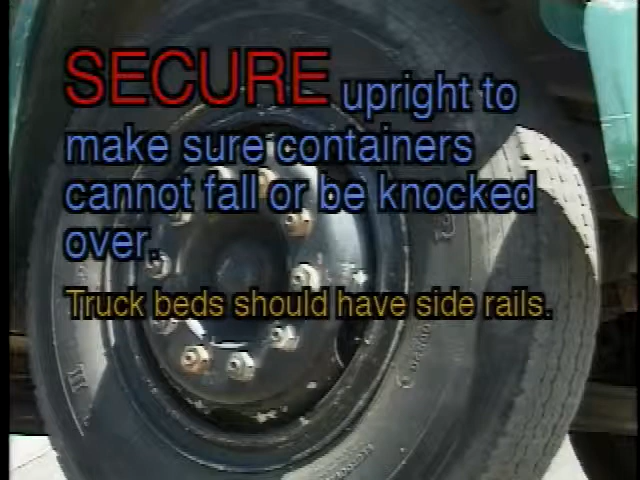 SECURE upright to
make sure containers
cannot fall or be knocked
over.
Truck beds should have side rails.